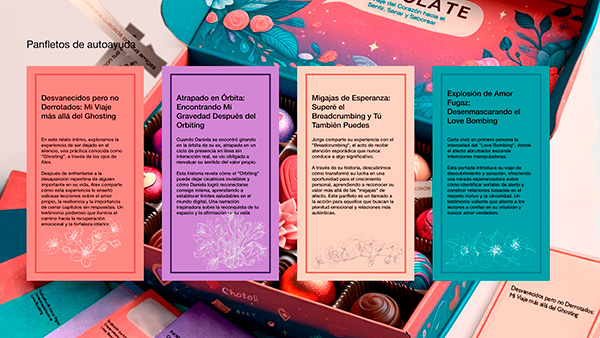 LATE
Viaje del Corazón hacia el
Sentir, Sanar y Saborear
Panfletos de autoayuda
Desvanecidos pero no
Derrotados: Mi Viaje
más allá del Ghosting
En este relato íntimo, exploramos la
experiencia de ser dejado en el
silencio, una práctica conocida como
"Ghosting", a través de los ojos de
Alex.
Después de enfrentarse a la
desaparición repentina de alguien
importante en su vida, Alex comparte
cómo esta experiencia le enseñó
valiosas lecciones sobre el amor
propio, la resiliencia y la importancia
de cerrar capítulos sin respuestas. Un
testimonio poderoso que ilumina el
camino hacia la recuperación
emocional y la fortaleza interior.
Atrapado en Órbita:
Encontrando Mi
Gravedad Después del
Orbiting
Cuando Daniela se encontró girando
en la órbita de su ex, atrapada en un
ciclo de presencia en línea sin
interacción real, se vio obligada a
reevaluar su sentido del valor propio.
Esta historia revela cómo el "Orbiting"
puede dejar cicatrices invisibles y
cómo Daniela logró reconectarse
consigo misma, aprendiendo a
establecer límites saludables en el
mundo digital. Una narración
inspiradora sobre la reconquista de tu
espacio y la afirmación de tu valía
Migajas de Esperanza:
Superé el
Breadcrumbing y Tú
También Puedes
Jorge comparte su experiencia con el
"Breadcrumbing", el acto de recibir
atención esporádica que nunca
conduce a algo significativo.
A través de su historia, descubrimos
cómo transformó su lucha en una
oportunidad para el crecimiento
personal, aprendiendo a reconocer su
valor más allá de las "migajas" de
afecto. Este panfleto es un llamado a
la acción para aquellos que buscan la
plenitud emocional y relaciones más
auténticas.
Explosión de Amor
Fugaz:
Desenmascarando el
Love Bombing
Carla vivió en primera persona la
intensidad del "Love Bombing", donde
el afecto abrumador esconde
intenciones manipuladoras.
Esta portada introduce su viaje de
descubrimiento y sanación, ofreciendo
una mirada esperanzadora sobre
cómo identificar señales de alerta y
construir relaciones basadas en el
respeto mutuo y la sinceridad. Un
testimonio valiente que alienta a los
lectores a confiar en su intuición y
buscar amor verdadero.
Desvanecidos pero no Derrotados:
Mi Viaje más allá del Ghosting